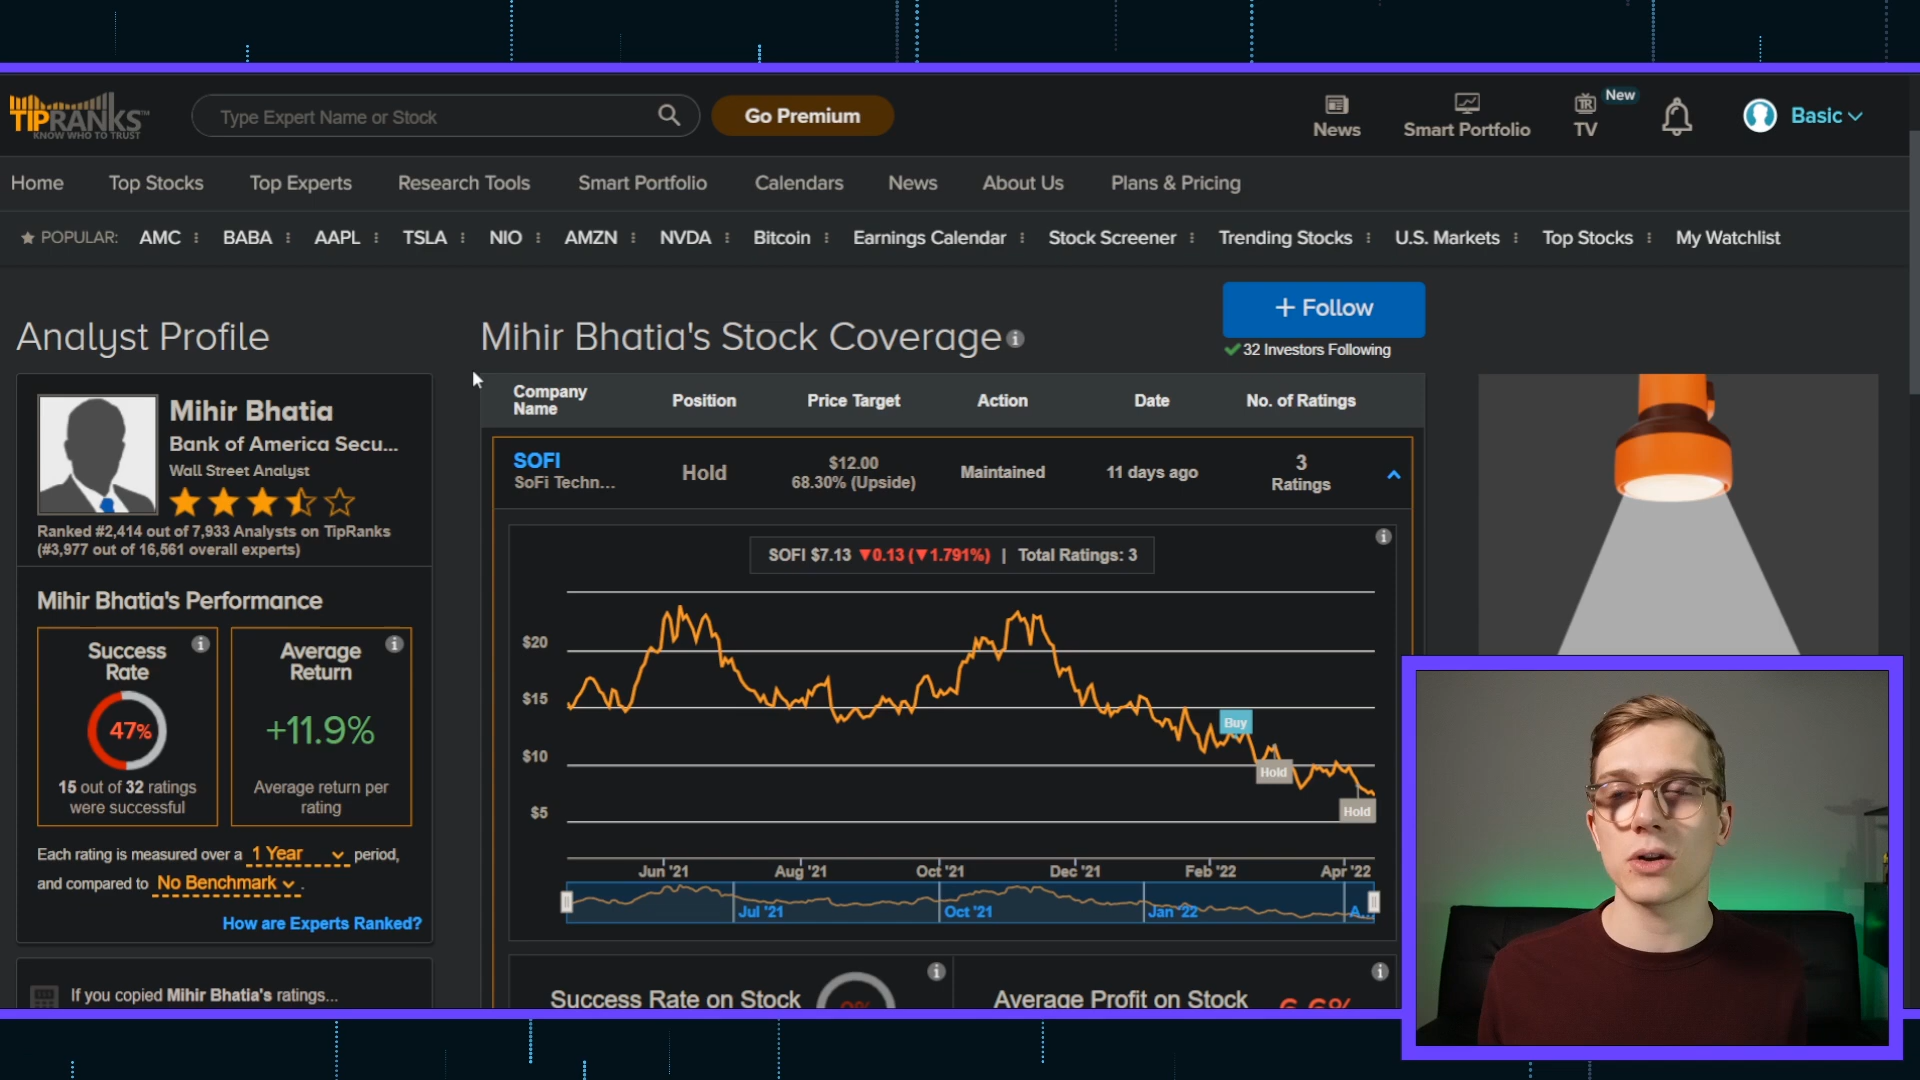 TIPRANKS
KNOW WHO TO TRUST
Type Expert Name or Stock
Go Premium
News
Smart Portfolio
TV
New
Basic
Home
Top Stocks
Top Experts
Research Tools
Smart Portfolio
Calendars
News
About Us
Plans & Pricing
POPULAR:
AMC
BABA
AAPL
TSLA
NIO
AMZN
NVDA
Bitcoin
Earnings Calendar
Stock Screener
Trending Stocks
U.S. Markets
Top Stocks
My Watchlist
Analyst Profile
Mihir Bhatia
Bank of America Secu...
Wall Street Analyst
Ranked #2,414 out of 7,933 Analysts on TipRanks
(#3,977 out of 16,561 overall experts)
Mihir Bhatia's Performance
Success
Rate
47%
15 out of 32 ratings
were successful
Average
Return
+11.9%
Average return per
rating
Each rating is measured over a 1 Year period,
and compared to No Benchmark .
How are Experts Ranked?
If you copied Mihir Bhatia's ratings...
Mihir Bhatia's Stock Coverage
+ Follow
32 Investors Following
Company
Name
Position
Price Target
Action
Date
No. of Ratings
SOFI
SoFi Techn...
Hold
$12.00
68.30% (Upside)
Maintained
11 days ago
3
Ratings
SOFI $7.13 ▼0.13 (▼1.791%) | Total Ratings: 3
$20
$15
$10
$5
Buy
Hold
Hold
Jun '21
Aug '21
Oct '21
Dec '21
Feb '22
Apr '22
Jul '21
Oct '21
Jan '22
A...
Success Rate on Stock
0%
Average Profit on Stock
-6.6%